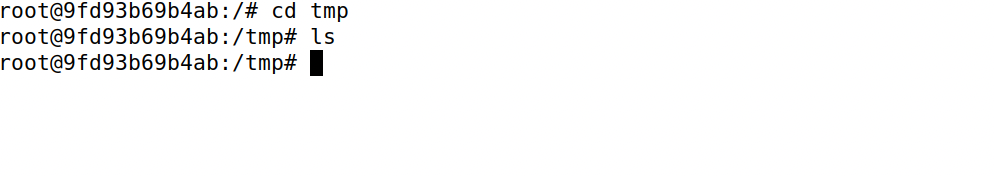 root@9fd93b69b4ab:/# cd tmp
root@9fd93b69b4ab:/tmp# ls
root@9fd93b69b4ab:/tmp#